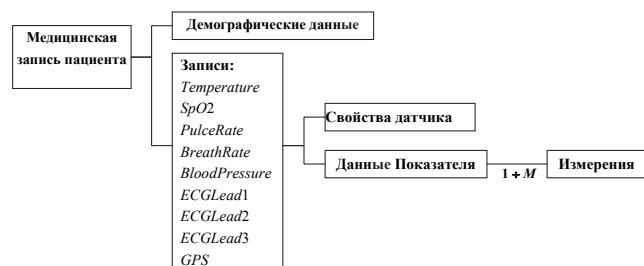 Демографические данные
Медицинская
запись пациента
Записи:
Temperature
SpO2
PulceRate
BreathRate
BloodPressure
ECGLead1
ECGLead2
ECGLead3
GPS
Свойства датчика
Данные Показателя
1 ÷ M
Измерения